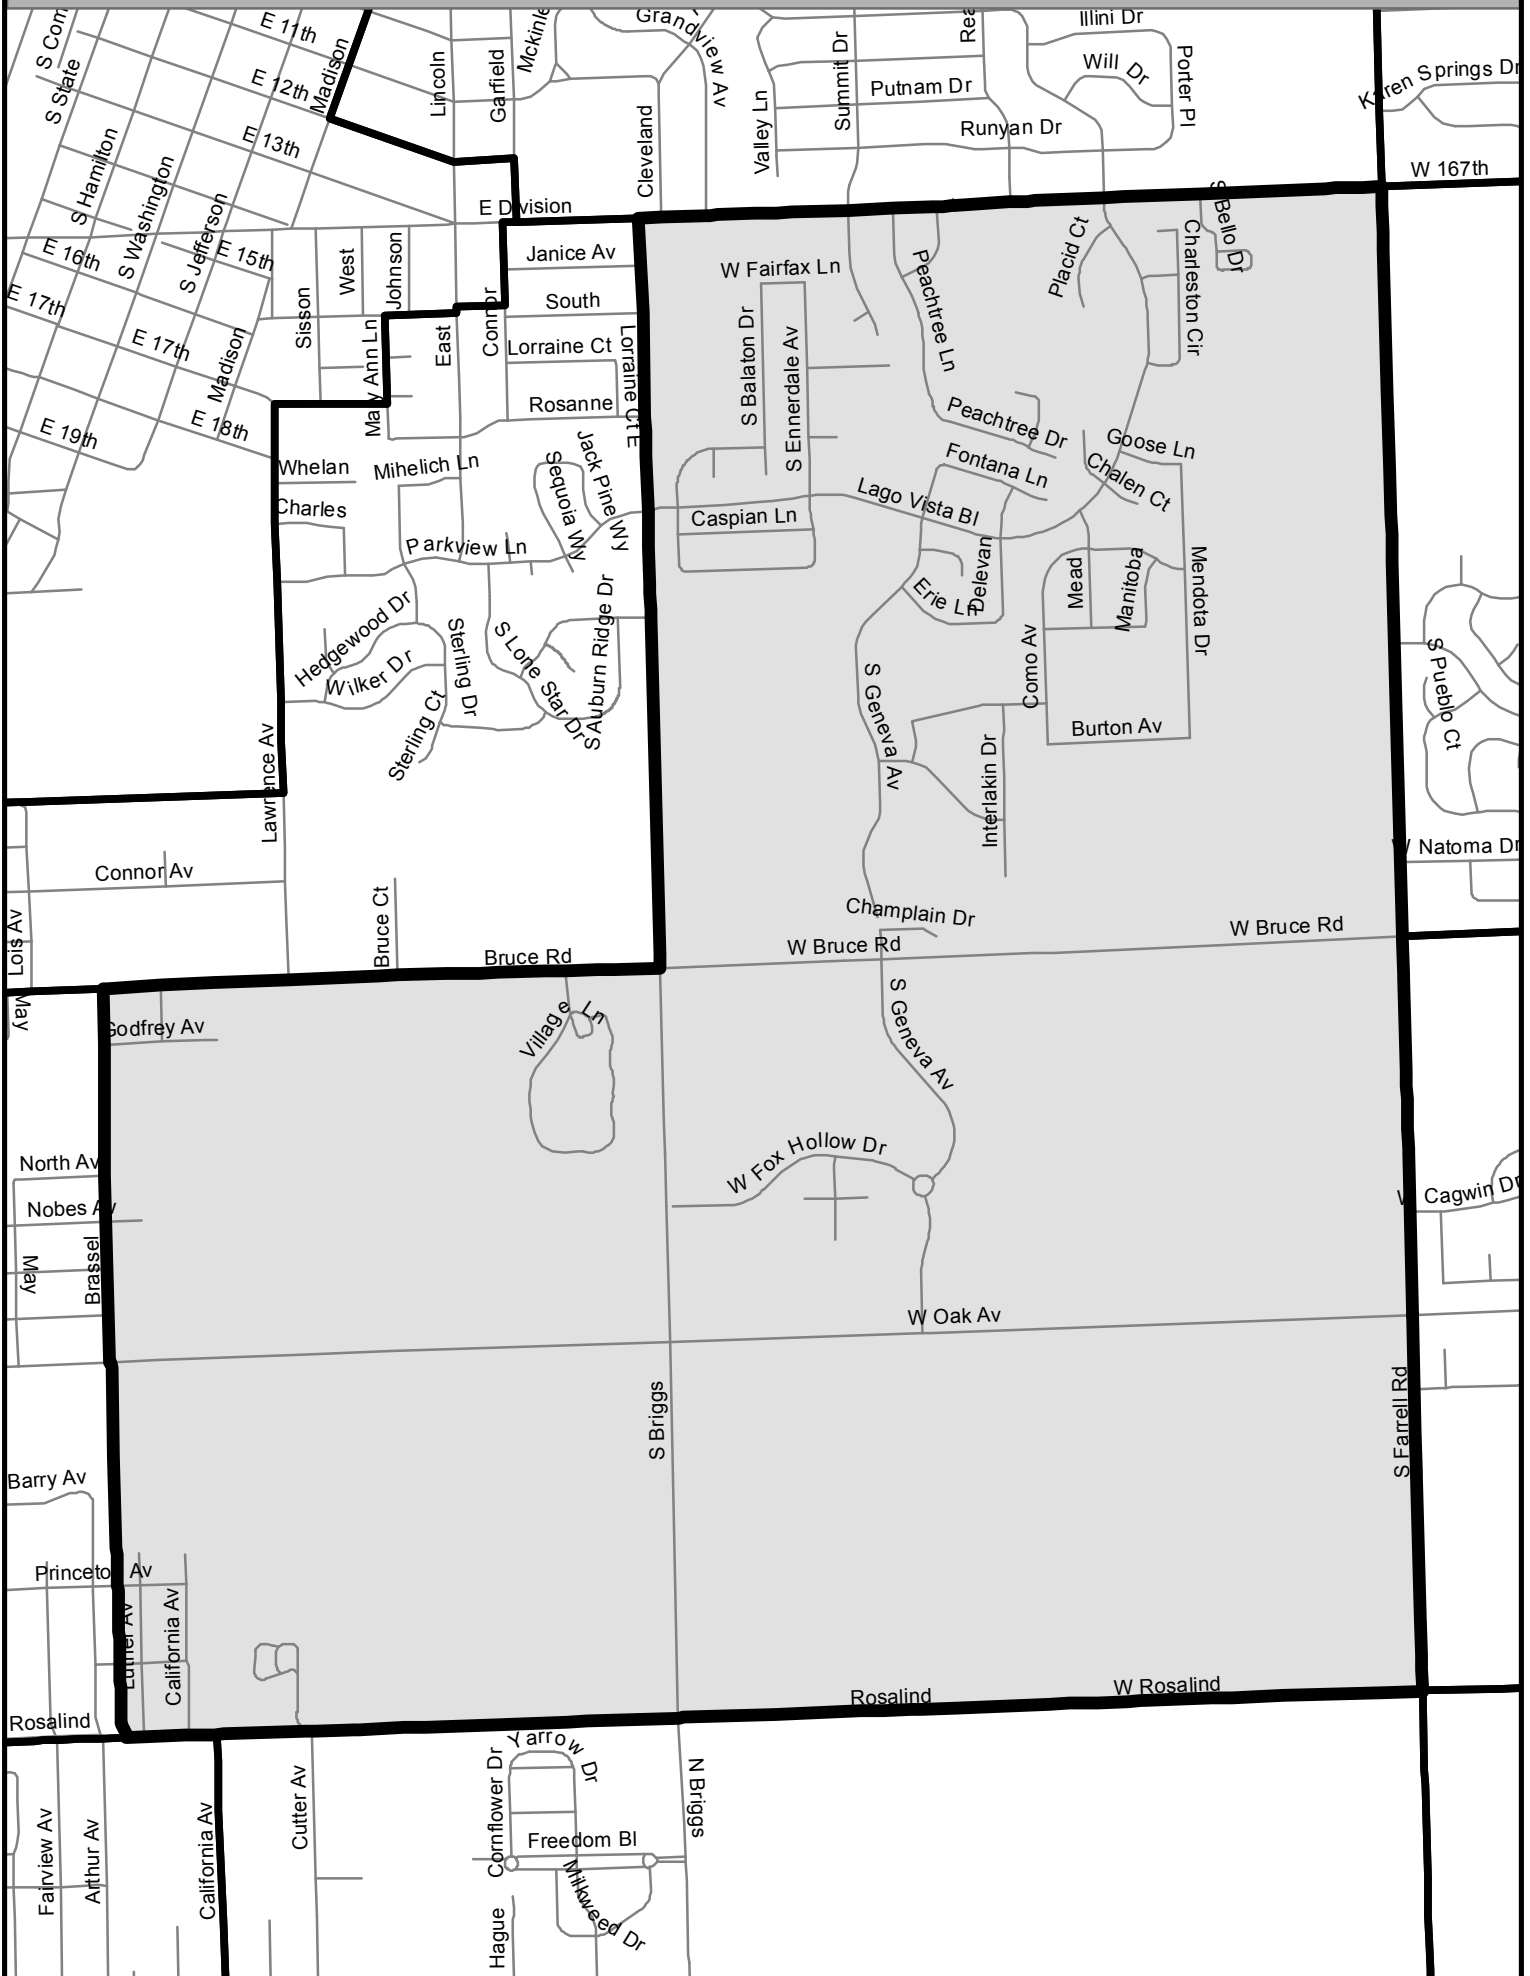 E 11th
Madison
Lincoln
Garfield
Grandview Av
Summit Dr
Illini Dr
Will Dr
Porter Pl
Karen Springs Dr
S State
E 12th
E 13th
Cleveland
Valley Ln
Putnam Dr
Runyan Dr
W 167th
S Hamilton
S Washington
S Jefferson
E Division
S Bello Dr
E 16th
E 15th
West
Johnson
Janice Av
W Fairfax Ln
Peachtree Ln
Placid Ct
Charleston Cir
E 17th
Sisson
Connor
South
E 17th
Madison
Mary Ann Ln
East
Lorraine Ct
Lorraine Ct E
S Balaton Dr
S Ennerdale Av
E 19th
E 18th
Rosanne
Peachtree Dr
Goose Ln
Whelan
Mihelich Ln
Sequoia Wy
Jack Pine Wy
Fontana Ln
Chalen Ct
Charles
Caspian Ln
Lago Vista Bl
Parkview Ln
Delevan
Erie Ln
Mead
Manitoba
Mendota Dr
Hedgewood Dr
Wilker Dr
Sterling Dr
S Lone Star Dr
S Auburn Ridge Dr
Sterling Ct
S Geneva Av
Como Av
Burton Av
Interlakin Dr
S Pueblo Ct
Lawrence Av
W Natoma Dr
Connor Av
Bruce Ct
Lois Av
Champlain Dr
Bruce Rd
W Bruce Rd
W Bruce Rd
May
Godfrey Av
Village Ln
S Geneva Av
North Av
Nobes Av
May
Brassel
W Fox Hollow Dr
W Cagwin Dr
W Oak Av
S Briggs
S Farrell Rd
Barry Av
Princeton Av
Luther Av
California Av
Rosalind
Rosalind
W Rosalind
Yarrow Dr
Cornflower Dr
N Briggs
Fairview Av
Arthur Av
California Av
Cutter Av
Freedom Bl
Milkweed Dr
Hague